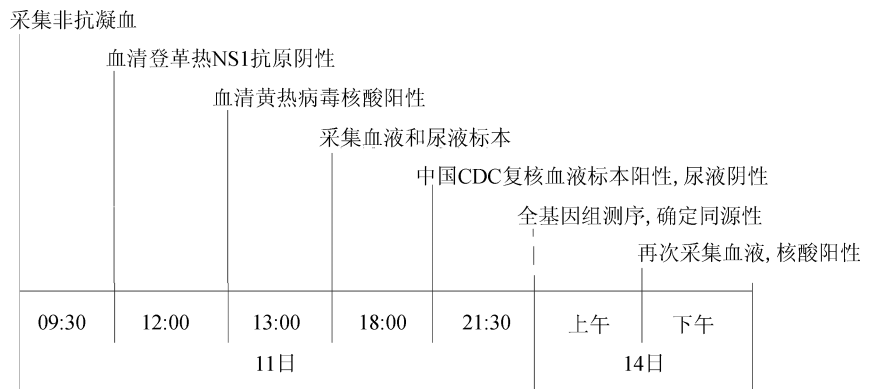 采集非抗凝血
血清登革热NS1抗原阴性
血清黄热病毒核酸阳性
采集血液和尿液标本
中国CDC复核血液标本阳性,尿液阴性
全基因组测序,确定同源性
再次采集血液,核酸阳性
09:30 12:00 13:00 18:00 21:30 上午 下午
11日 14日